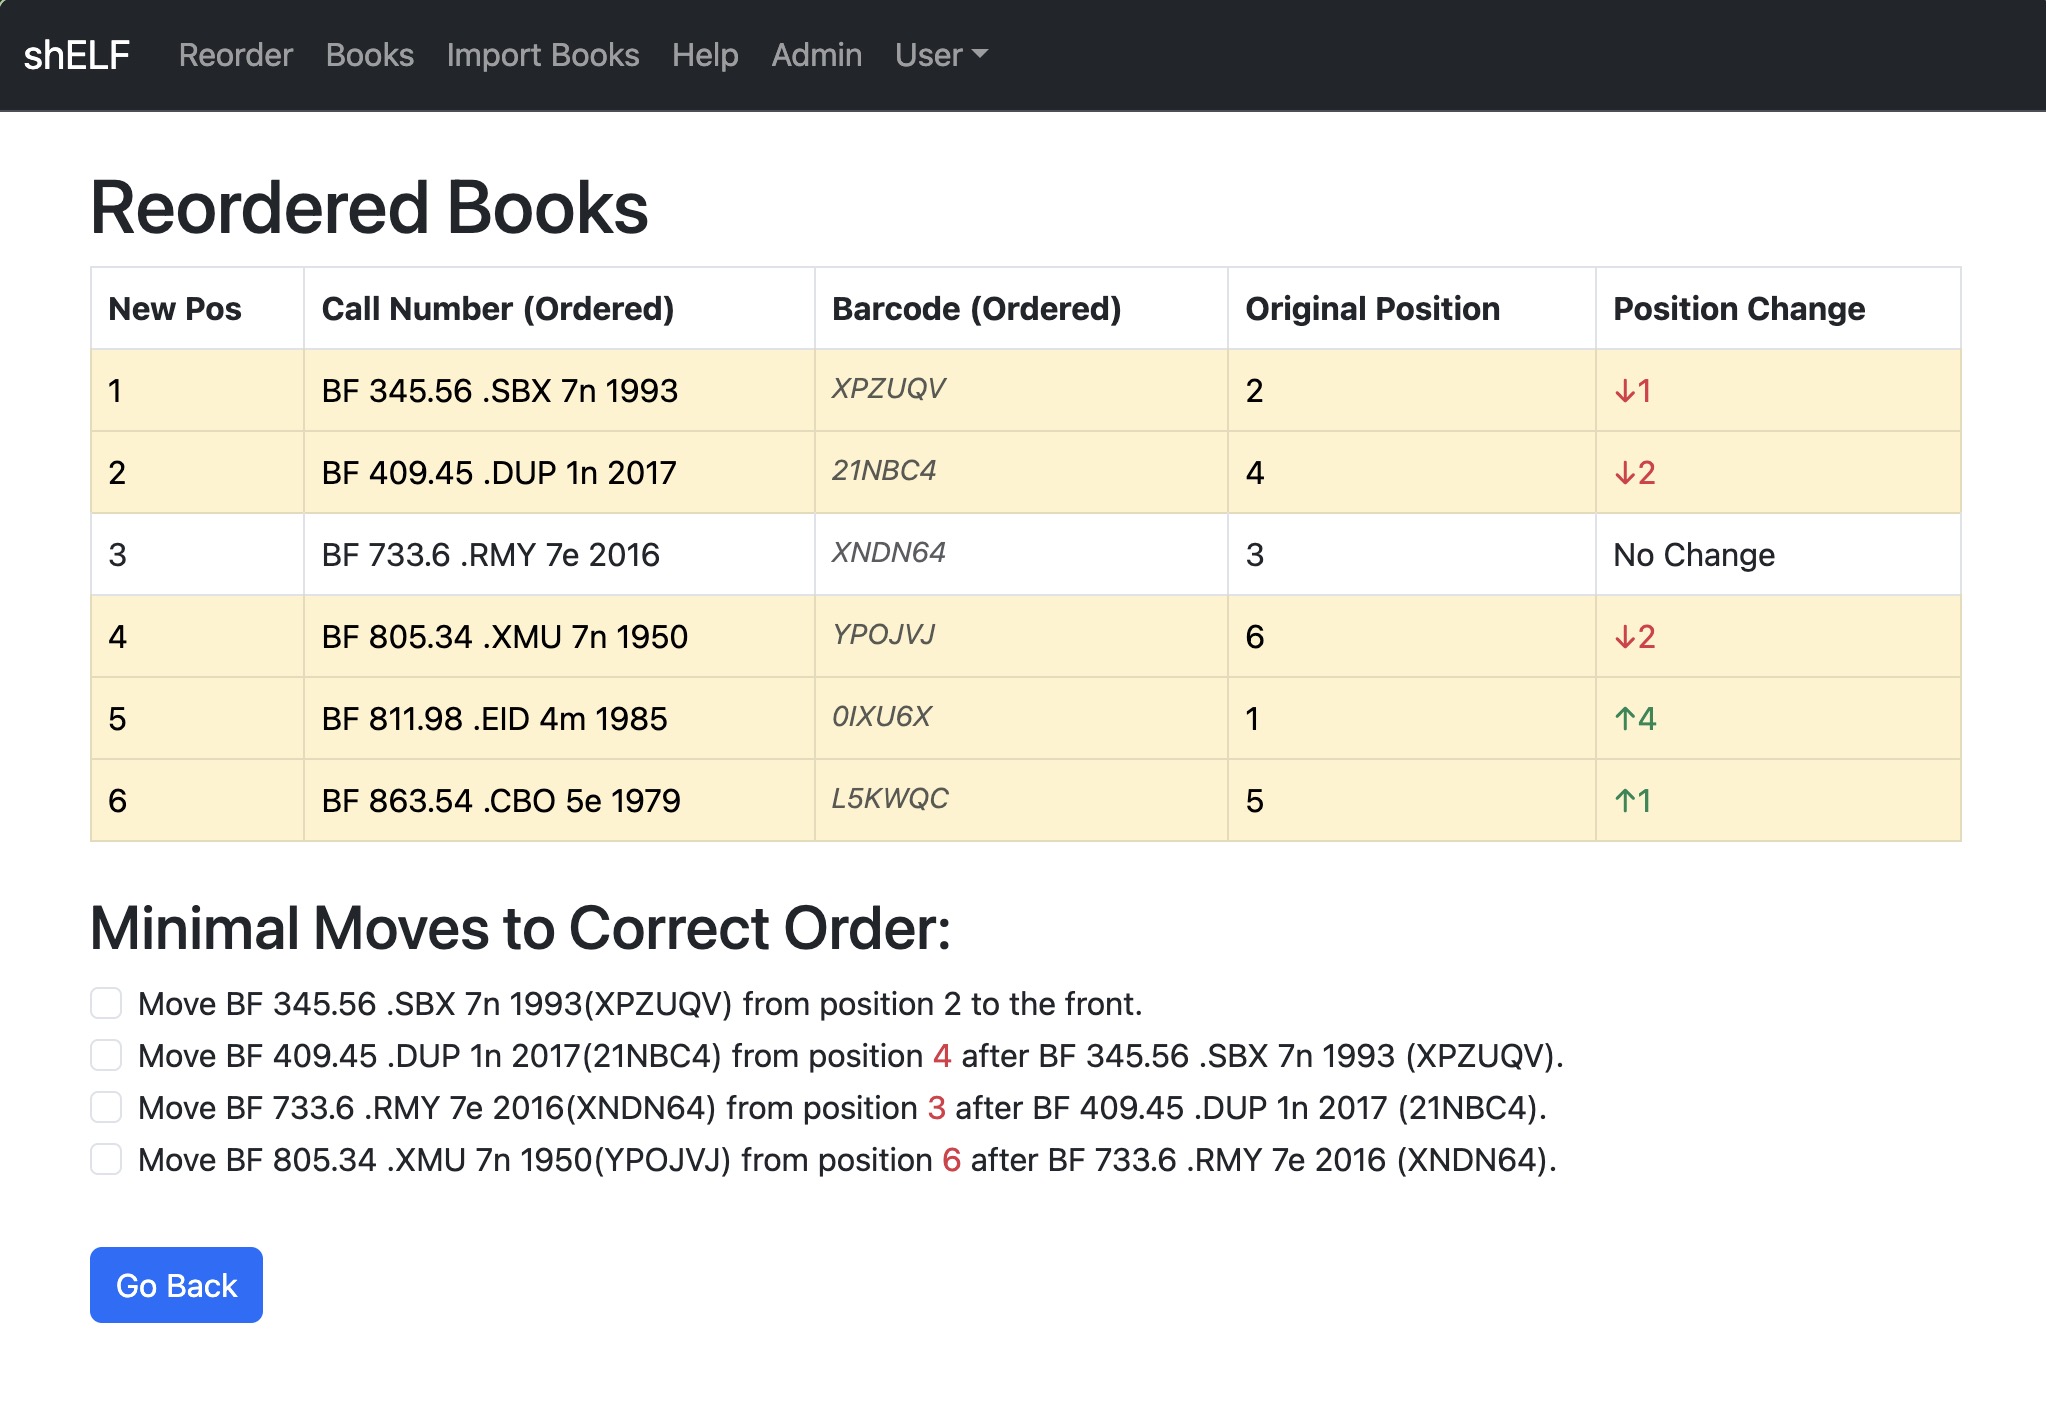 shELF Reorder Books Import Books Help Admin User
Reordered Books
New Pos Call Number (Ordered) Barcode (Ordered) Original Position Position Change
1 BF 345.56 .SBX 7n 1993 XPZUQV 2 ↓1
2 BF 409.45 .DUP 1n 2017 21NBC4 4 ↓2
3 BF 733.6 .RMY 7e 2016 XNDN64 3 No Change
4 BF 805.34 .XMU 7n 1950 YPOJVJ 6 ↓2
5 BF 811.98 .EID 4m 1985 0IXU6X 1 ↑4
6 BF 863.54 .CBO 5e 1979 L5KWQC 5 ↑1
Minimal Moves to Correct Order:
Move BF 345.56 .SBX 7n 1993(XPZUQV) from position 2 to the front.
Move BF 409.45 .DUP 1n 2017(21NBC4) from position 4 after BF 345.56 .SBX 7n 1993 (XPZUQV).
Move BF 733.6 .RMY 7e 2016(XNDN64) from position 3 after BF 409.45 .DUP 1n 2017 (21NBC4).
Move BF 805.34 .XMU 7n 1950(YPOJVJ) from position 6 after BF 733.6 .RMY 7e 2016 (XNDN64).
Go Back